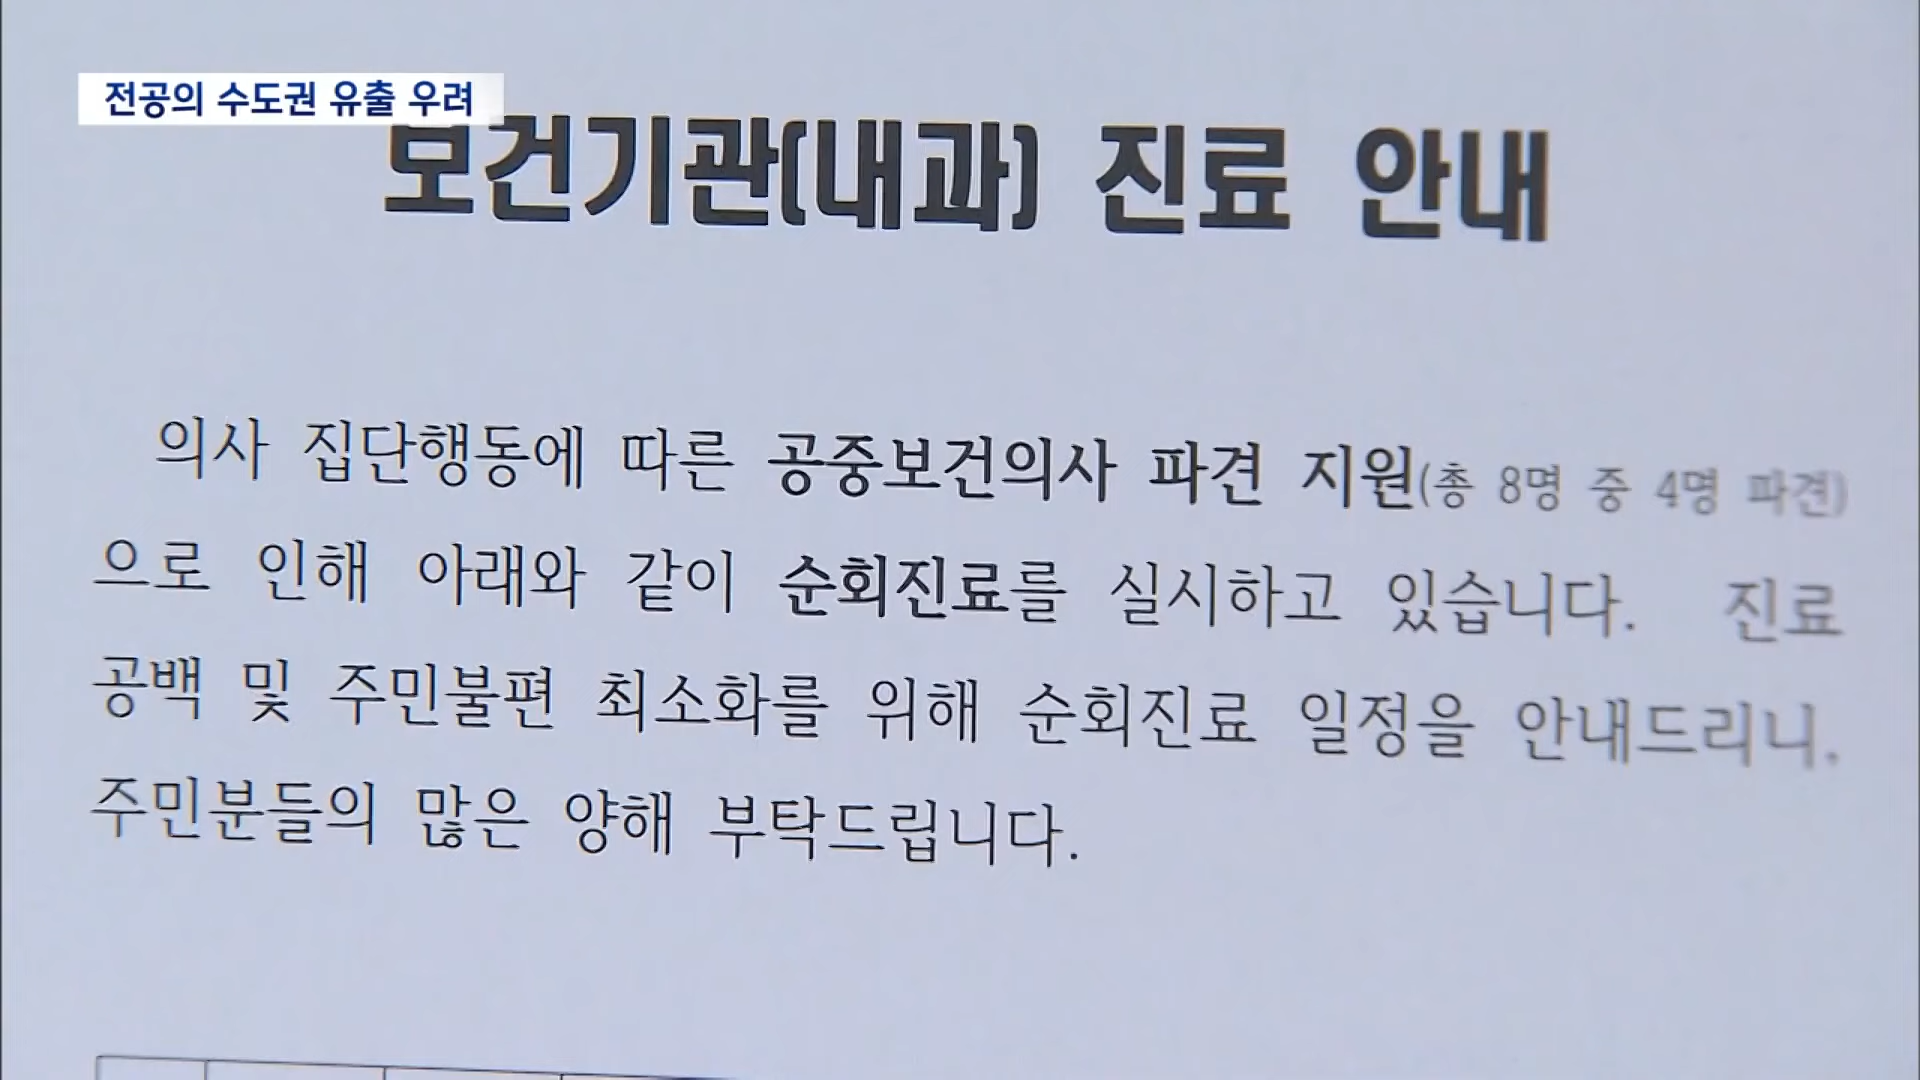 전공의 수도권 유출 우려
보건기관(내과) 진료 안내
의사 집단행동에 따른 공중보건의사 파견 지원(총 8명 중 4명 파견)
으로 인해 아래와 같이 순회진료를 실시하고 있습니다. 진료
공백 및 주민불편 최소화를 위해 순회진료 일정을 안내드리니.
주민분들의 많은 양해 부탁드립니다.